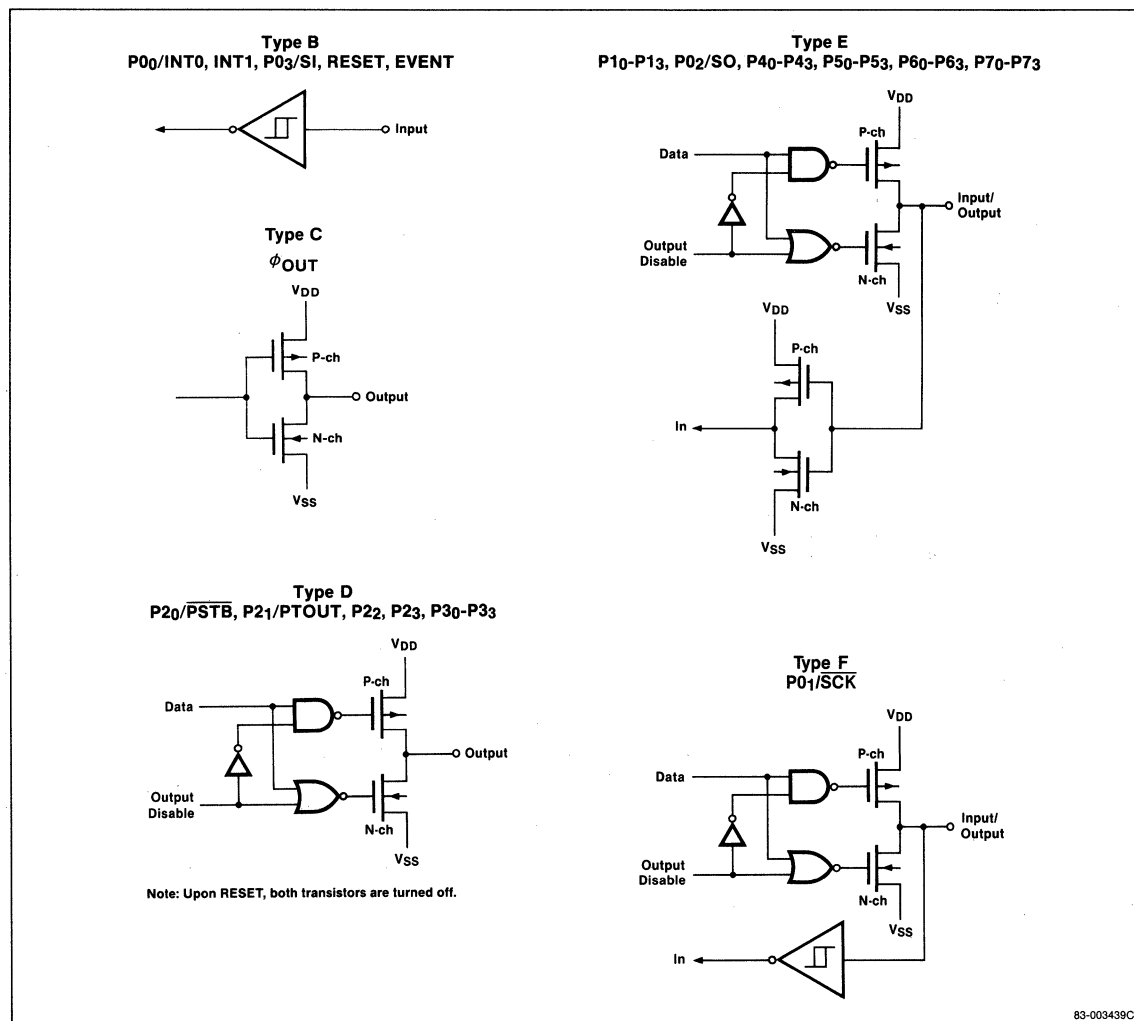 Type B
P0₀/INT0, INT1, P0₃/SI, RESET, EVENT
Input
Type C
ϕOUT
VDD
P-ch
Output
N-ch
VSS
Type D
P2₀/P̅S̅T̅B̅, P2₁/PTOUT, P2₂, P2₃, P3₀-P3₃
VDD
P-ch
Data
Output
Output
Disable
N-ch
VSS
Note: Upon RESET, both transistors are turned off.
Type E
P1₀-P1₃, P0₂/SO, P4₀-P4₃, P5₀-P5₃, P6₀-P6₃, P7₀-P7₃
VDD
P-ch
Data
Input/
Output
Output
Disable
N-ch
VSS
VDD
P-ch
In
N-ch
VSS
Type F
P0₁/S̅C̅K̅
VDD
P-ch
Data
Input/
Output
Output
Disable
N-ch
VSS
In
83-003439C